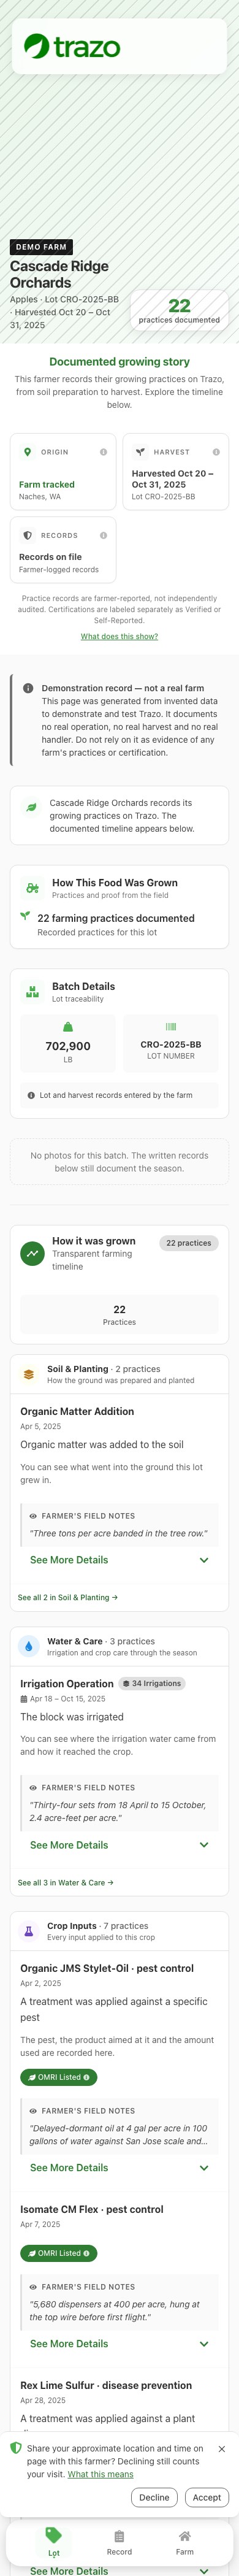 trazo
DEMO FARM
Cascade Ridge
Orchards
Apples · Lot CRO-2025-BB
· Harvested Oct 20 – Oct
31, 2025
22
practices documented
Documented growing story
This farmer records their growing practices on Trazo,
from soil preparation to harvest. Explore the timeline
below.
ORIGIN
Farm tracked
Naches, WA
HARVEST
Harvested Oct 20 –
Oct 31, 2025
Lot CRO-2025-BB
RECORDS
Records on file
Farmer-logged records
Practice records are farmer-reported, not independently
audited. Certifications are labeled separately as Verified or
Self-Reported.
What does this show?
Demonstration record — not a real farm
This page was generated from invented data
to demonstrate and test Trazo. It documents
no real operation, no real harvest and no real
handler. Do not rely on it as evidence of any
farm's practices or certification.
Cascade Ridge Orchards records its
growing practices on Trazo. The
documented timeline appears below.
How This Food Was Grown
Practices and proof from the field
22 farming practices documented
Recorded practices for this lot
Batch Details
Lot traceability
702,900
LB
CRO-2025-BB
LOT NUMBER
Lot and harvest records entered by the farm
No photos for this batch. The written records
below still document the season.
How it was grown
Transparent farming
timeline
22 practices
22
Practices
Soil & Planting · 2 practices
How the ground was prepared and planted
Organic Matter Addition
Apr 5, 2025
Organic matter was added to the soil
You can see what went into the ground this lot
grew in.
FARMER'S FIELD NOTES
"Three tons per acre banded in the tree row."
See More Details
See all 2 in Soil & Planting →
Water & Care · 3 practices
Irrigation and crop care through the season
Irrigation Operation
34 Irrigations
Apr 18 – Oct 15, 2025
The block was irrigated
You can see where the irrigation water came from
and how it reached the crop.
FARMER'S FIELD NOTES
"Thirty-four sets from 18 April to 15 October,
2.4 acre-feet per acre."
See More Details
See all 3 in Water & Care →
Crop Inputs · 7 practices
Every input applied to this crop
Organic JMS Stylet-Oil · pest control
Apr 2, 2025
A treatment was applied against a specific
pest
The pest, the product aimed at it and the amount
used are recorded here.
OMRI Listed
FARMER'S FIELD NOTES
"Delayed-dormant oil at 4 gal per acre in 100
gallons of water against San Jose scale and...
See More Details
Isomate CM Flex · pest control
Apr 7, 2025
OMRI Listed
FARMER'S FIELD NOTES
"5,680 dispensers at 400 per acre, hung at
the top wire before first flight."
See More Details
Rex Lime Sulfur · disease prevention
Apr 28, 2025
A treatment was applied against a plant
Share your approximate location and time on
page with this farmer? Declining still counts
your visit. What this means
Decline
Accept
Lot
Record
Farm
See More Details